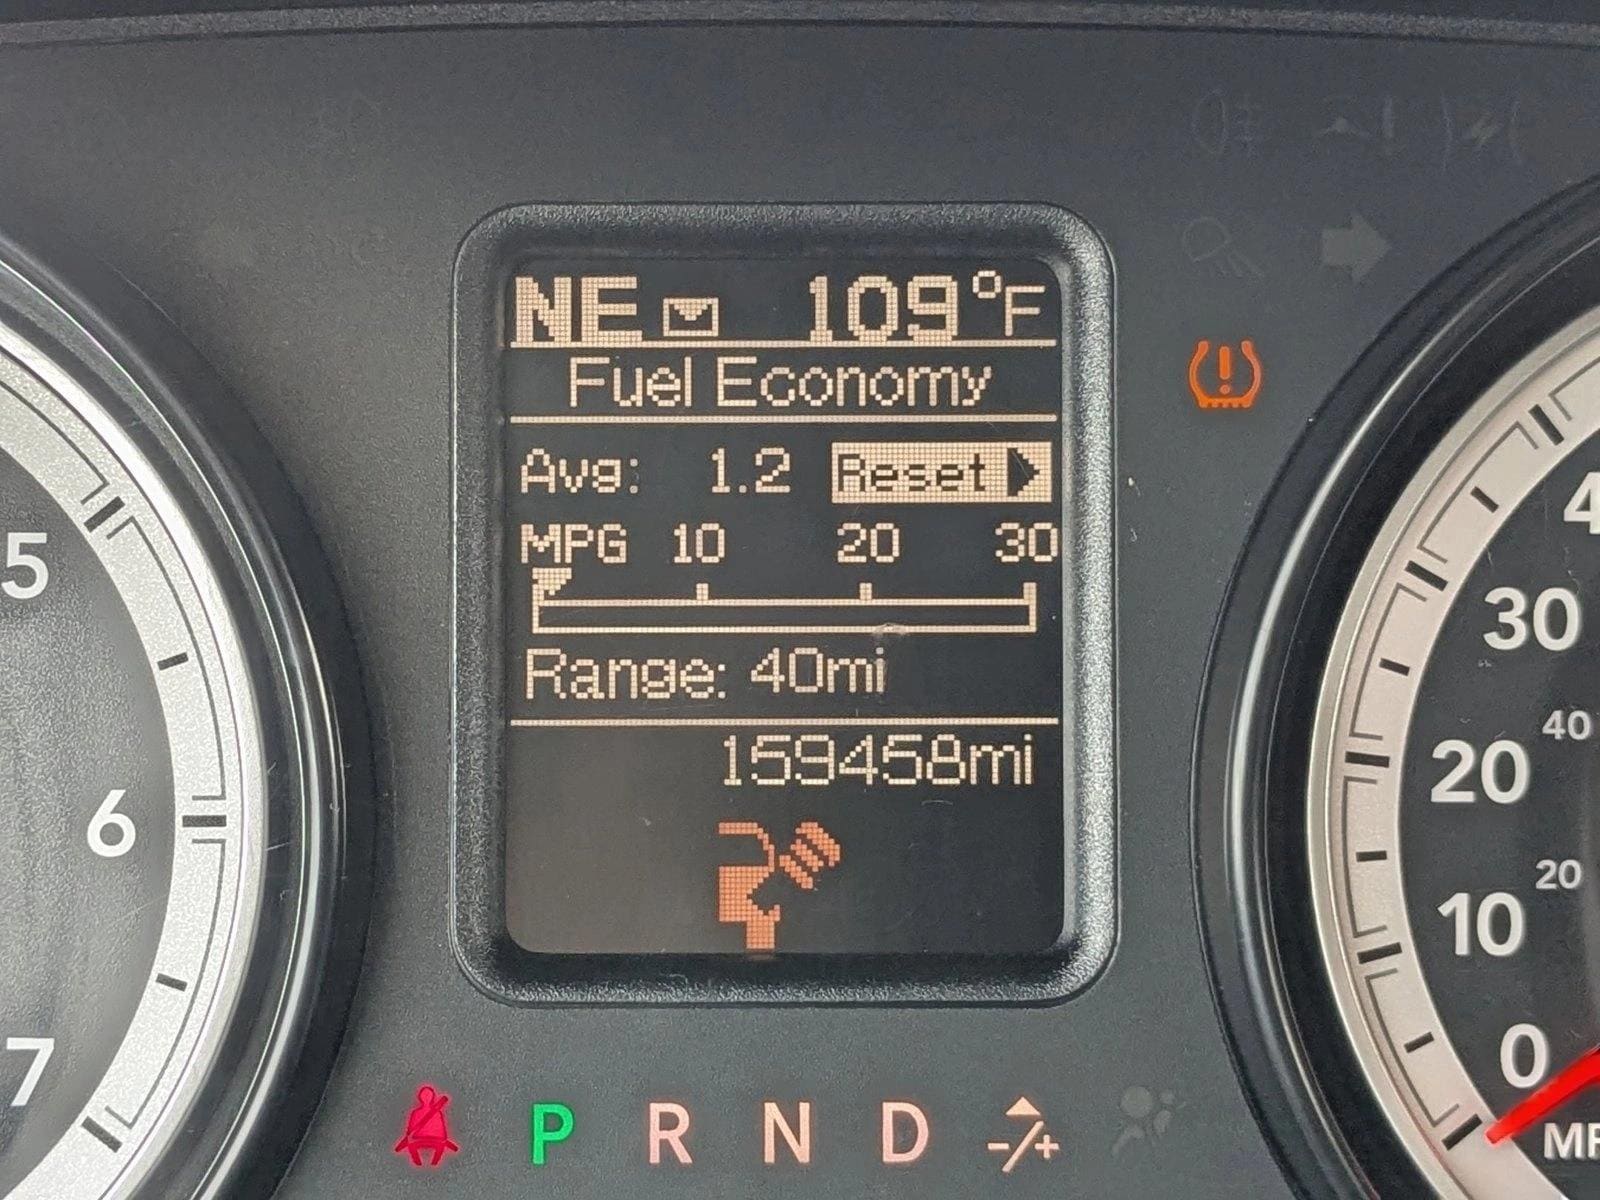 NE 109°F
Fuel Economy
Avg: 1.2 Reset
MPG 10 20 30
Range: 40mi
159458mi
5
6
7
30
20
10
0
40
20
P R N D -/+